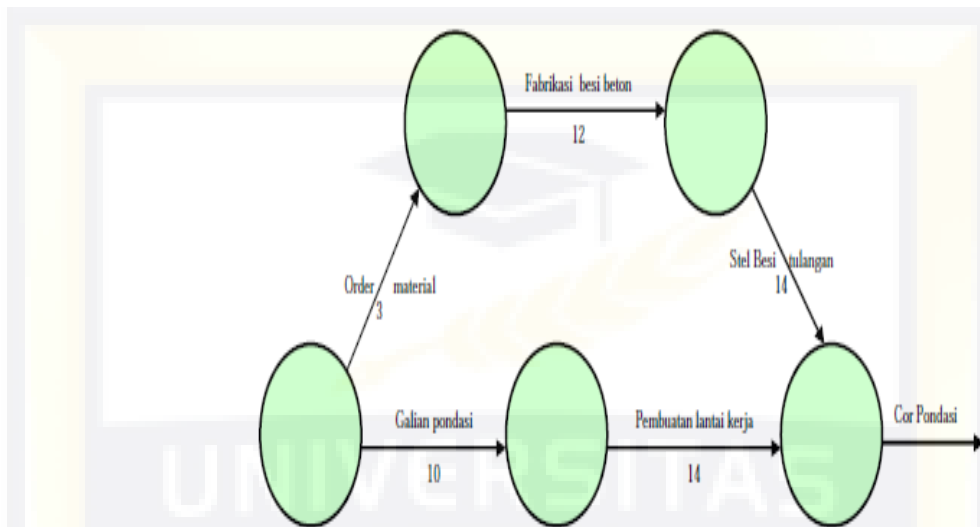 Fabrikasi besi beton
12
Order material
3
Stel Besi tulangan
14
Galian pondasi
10
Pembuatan lantai kerja
14
Cor Pondasi
UNIVERSITAS